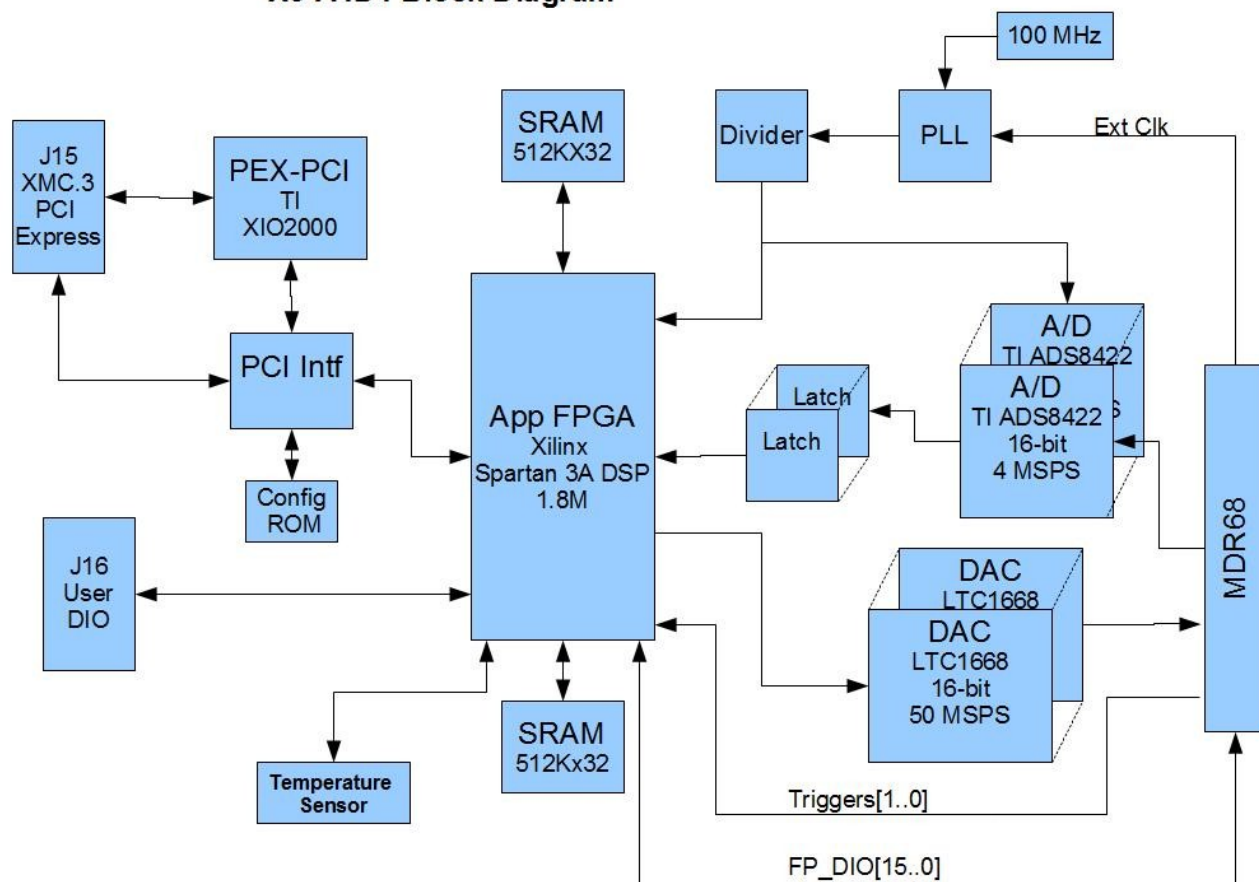 Block Diagram
100 MHz
SRAM
512KX32
Divider
PLL
Ext Clk
J15
XMC.3
PCI
Express
PEX-PCI
TI
XIO2000
PCI Intf
Config
ROM
App FPGA
Xilinx
Spartan 3A DSP
1.8M
A/D
TI ADS8422
A/D
TI ADS8422
16-bit
4 MSPS
Latch
Latch
MDR68
J16
User
DIO
DAC
LTC1668
DAC
LTC1668
16-bit
50 MSPS
SRAM
512Kx32
Temperature
Sensor
Triggers[1..0]
FP_DIO[15..0]